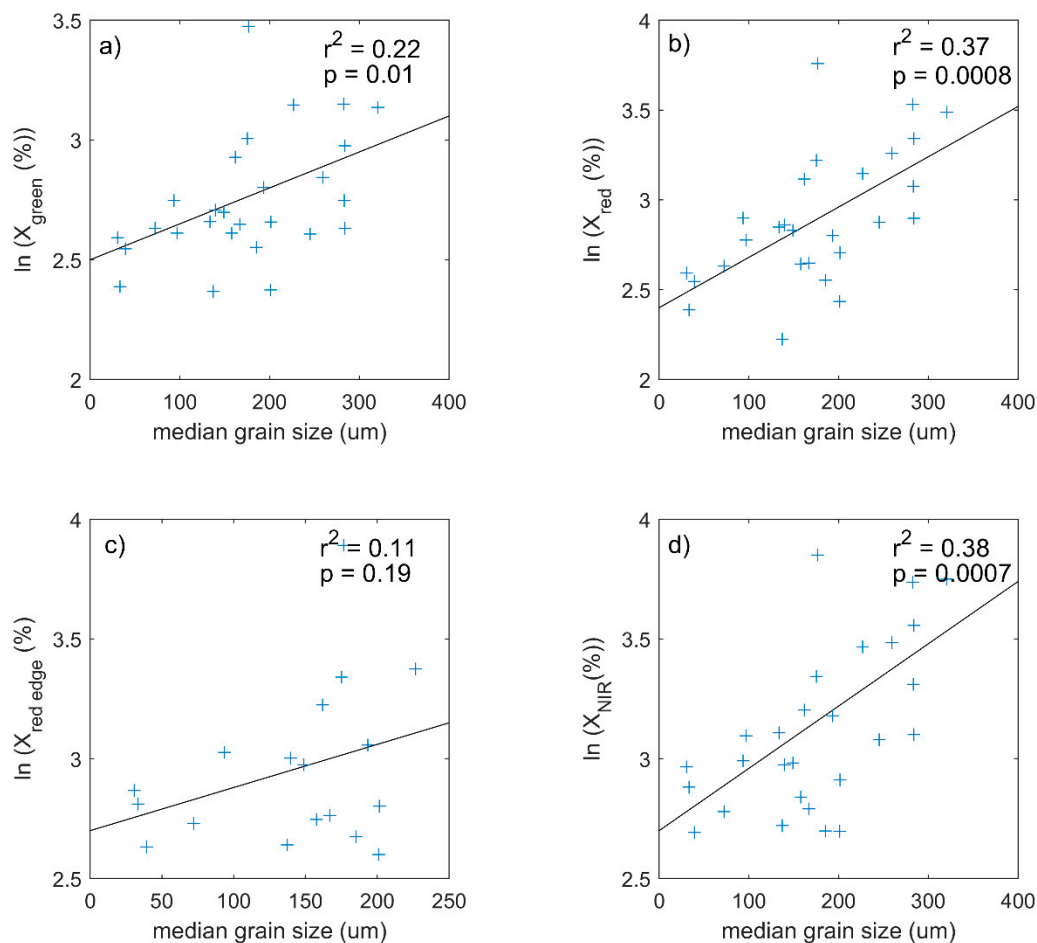 a)
r² = 0.22
p = 0.01
3.5
3
2.5
2
ln (X_green (%))
0 100 200 300 400
median grain size (um)
b)
r² = 0.37
p = 0.0008
4
3.5
3
2.5
2
ln (X_red (%))
0 100 200 300 400
median grain size (um)
c)
r² = 0.11
p = 0.19
4
3.5
3
2.5
ln (X_red edge (%)
0 50 100 150 200 250
median grain size (um)
d)
r² = 0.38
p = 0.0007
4
3.5
3
2.5
ln (X_NIR(%))
0 100 200 300 400
median grain size (um)